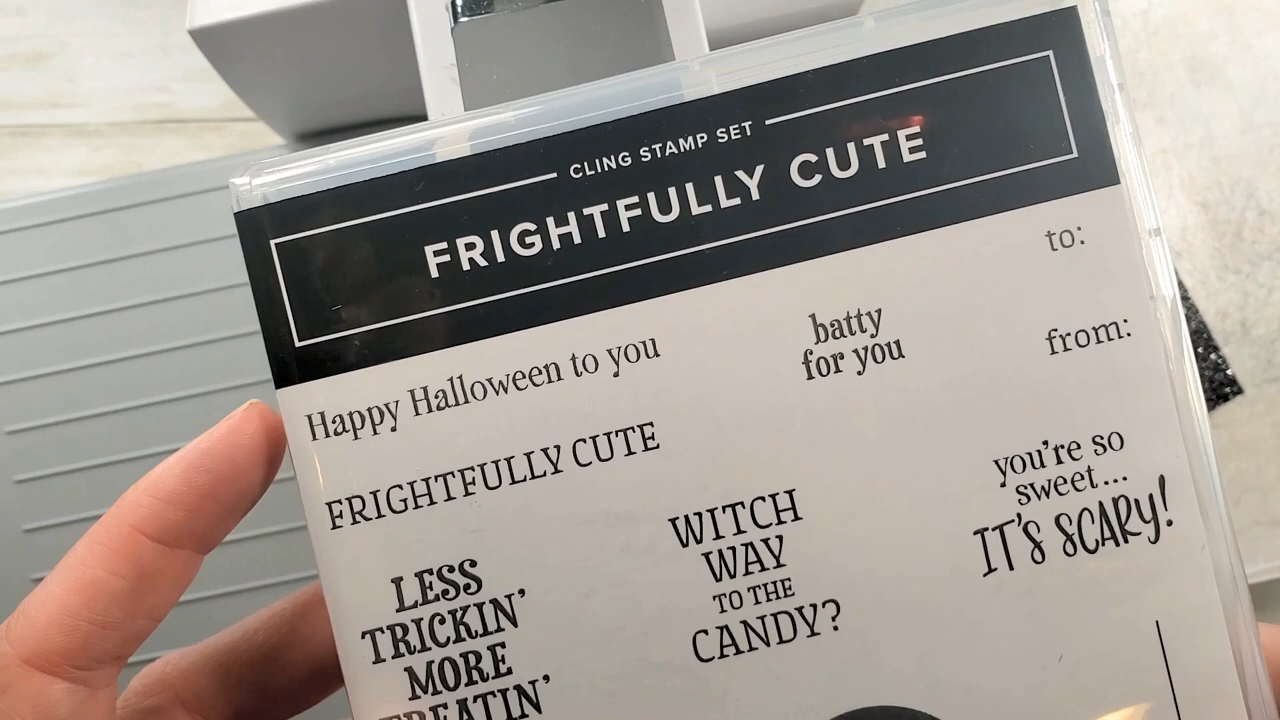 CLING STAMP SET
FRIGHTFULLY CUTE
to:
from:
batty
for you
Happy Halloween to you
FRIGHTFULLY CUTE
you're so
sweet...
IT'S SCARY!
WITCH
WAY
TO THE
CANDY?
LESS
TRICKIN'
MORE
TREATIN'